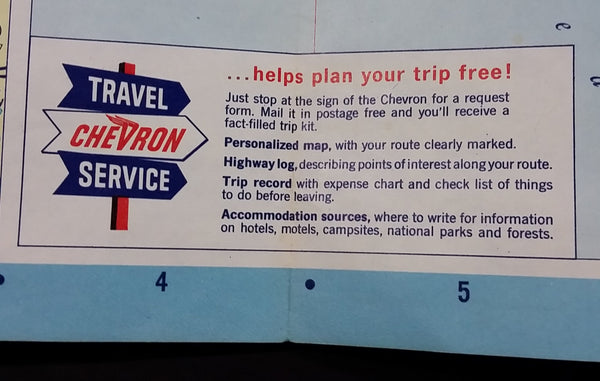 TRAVEL
CHEVRON
SERVICE
...helps plan your trip free!
Just stop at the sign of the Chevron for a request
form. Mail it in postage free and you'll receive a
fact-filled trip kit.
Personalized map, with your route clearly marked.
Highway log, describing points of interest along your route.
Trip record with expense chart and check list of things
to do before leaving.
Accommodation sources, where to write for information
on hotels, motels, campsites, national parks and forests.
4
5